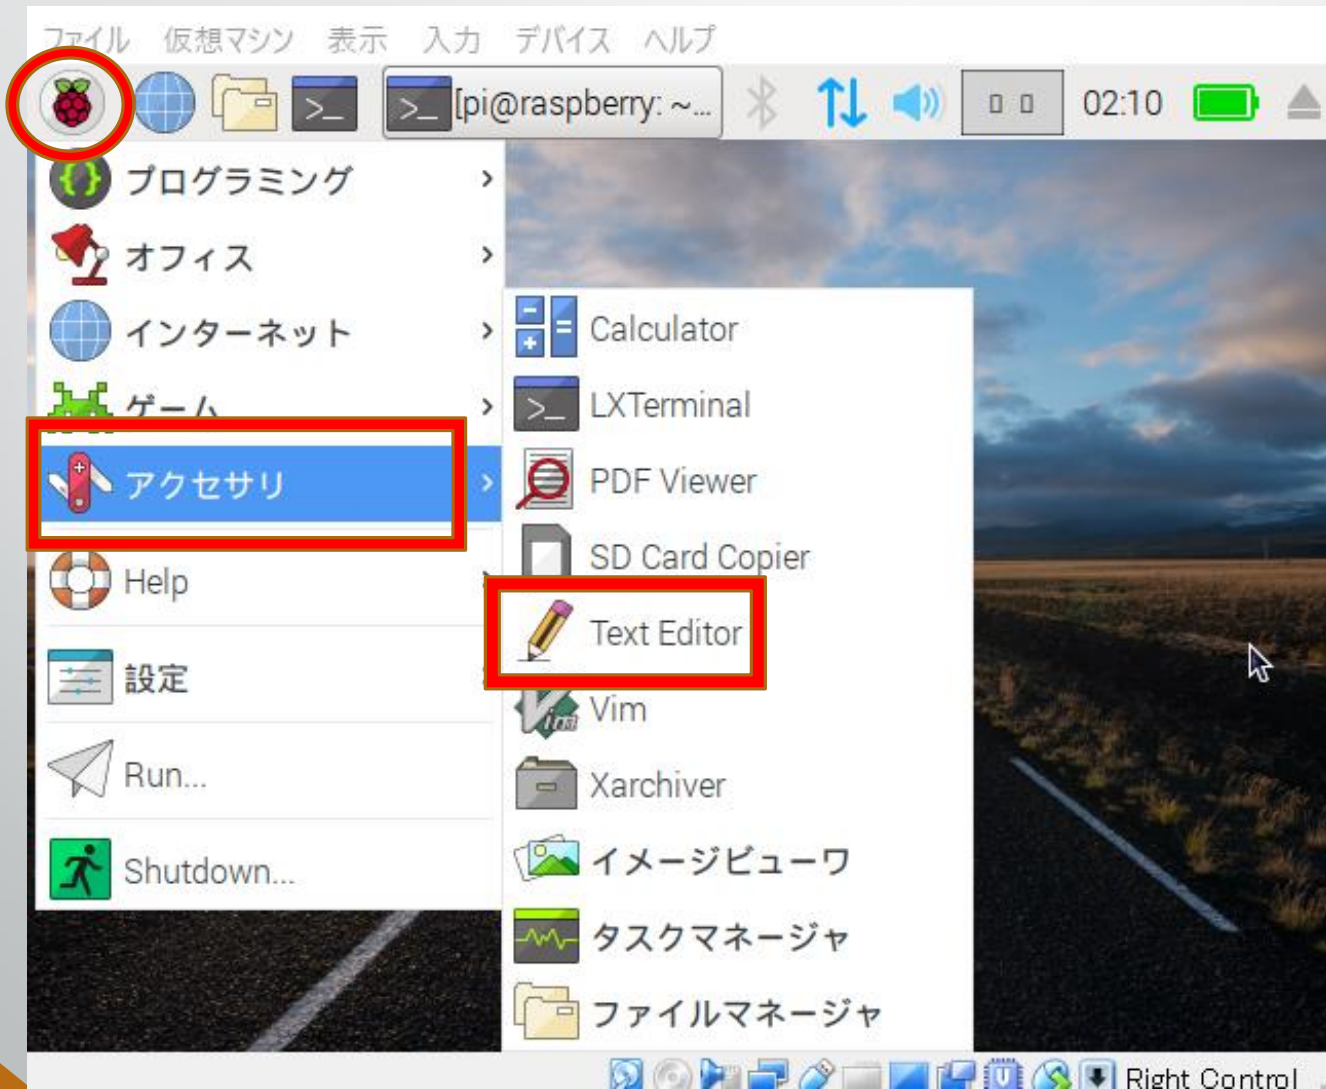 ファイル 仮想マシン 表示 入力 デバイス ヘルプ
[pi@raspberry: ~... 02:10
プログラミング
オフィス
インターネット
ゲーム
アクセサリ
Help
設定
Run...
Shutdown...
Calculator
LXTerminal
PDF Viewer
SD Card Copier
Text Editor
Vim
Xarchiver
イメージビューワ
タスクマネージャ
ファイルマネージャ
Right Control